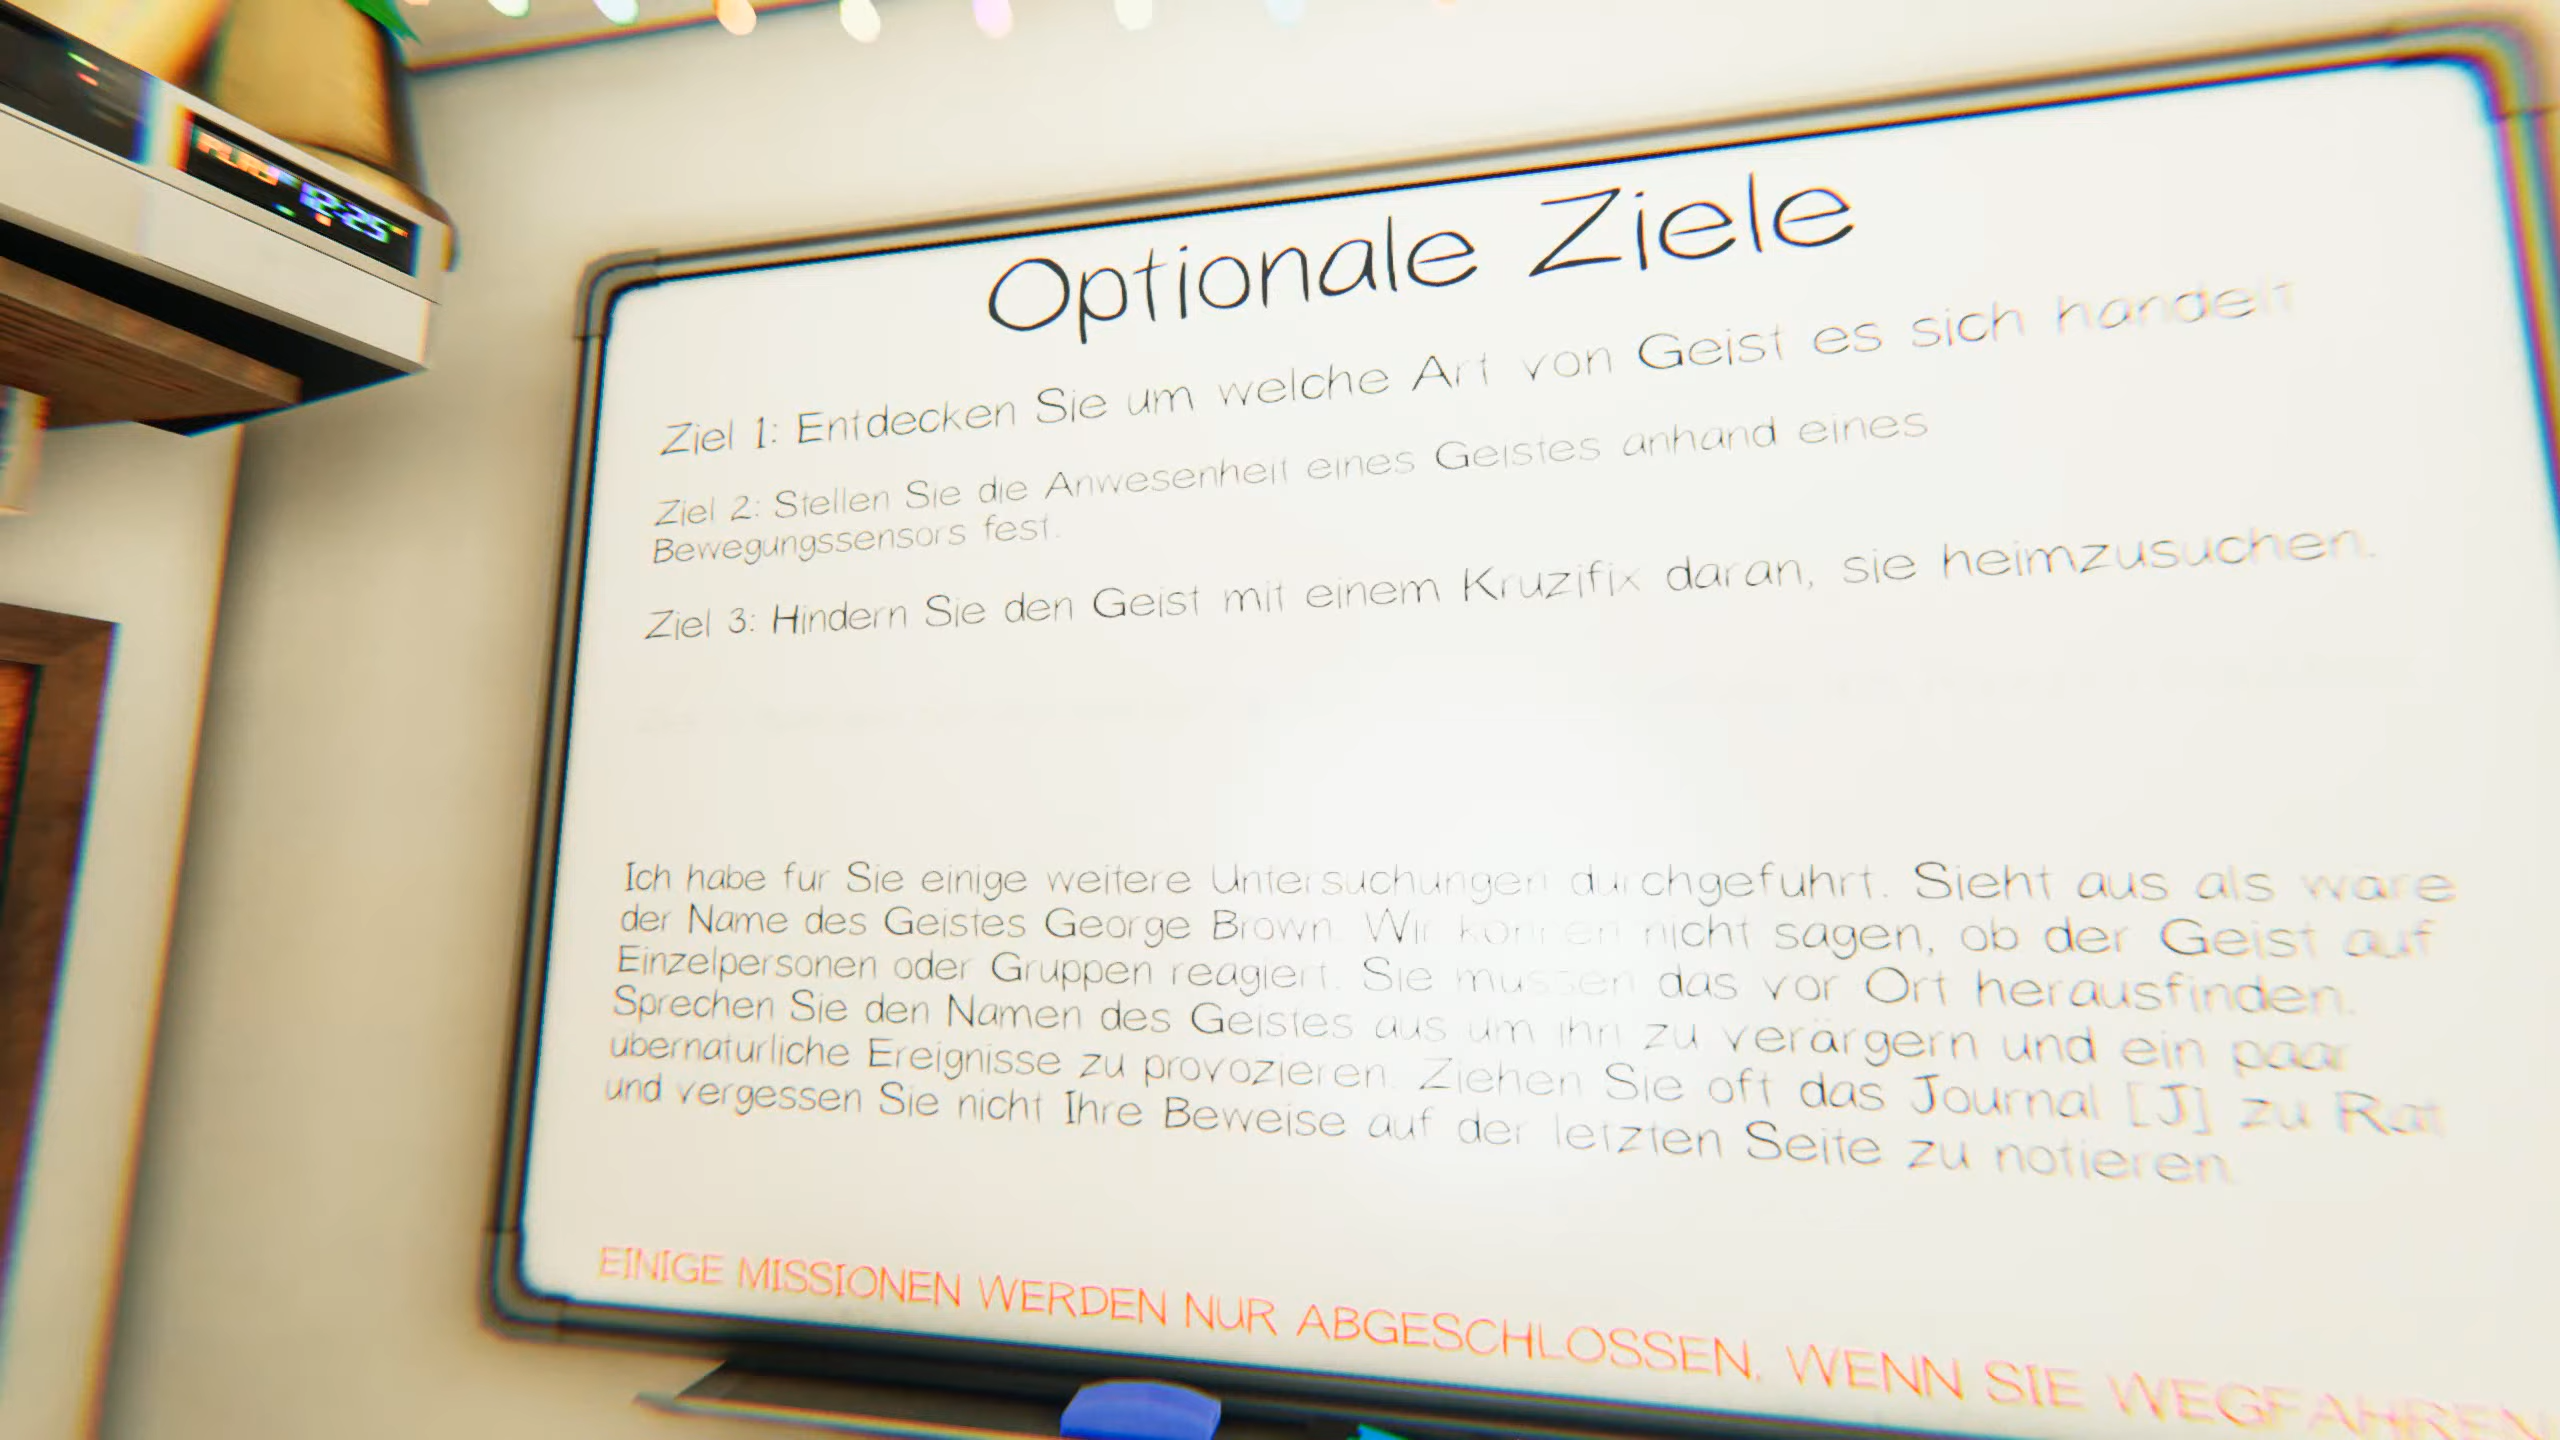 12:25
Optionale Ziele
Ziel 1: Entdecken Sie um welche Art von Geist es sich handelt
Ziel 2: Stellen Sie die Anwesenheit eines Geistes anhand eines
Bewegungssensors fest.
Ziel 3: Hindern Sie den Geist mit einem Kruzifix daran, sie heimzusuchen.
Ich habe fur Sie einige weitere Untersuchungen durchgefuhrt. Sieht aus als ware
der Name des Geistes George Brown. Wir konnen nicht sagen, ob der Geist auf
Einzelpersonen oder Gruppen reagiert. Sie mussen das vor Ort herausfinden.
Sprechen Sie den Namen des Geistes aus um ihn zu verärgern und ein paar
ubernaturliche Ereignisse zu provozieren. Ziehen Sie oft das Journal [J] zu Rat
und vergessen Sie nicht Ihre Beweise auf der letzten Seite zu notieren.
EINIGE MISSIONEN WERDEN NUR ABGESCHLOSSEN, WENN SIE WEGFAHREN